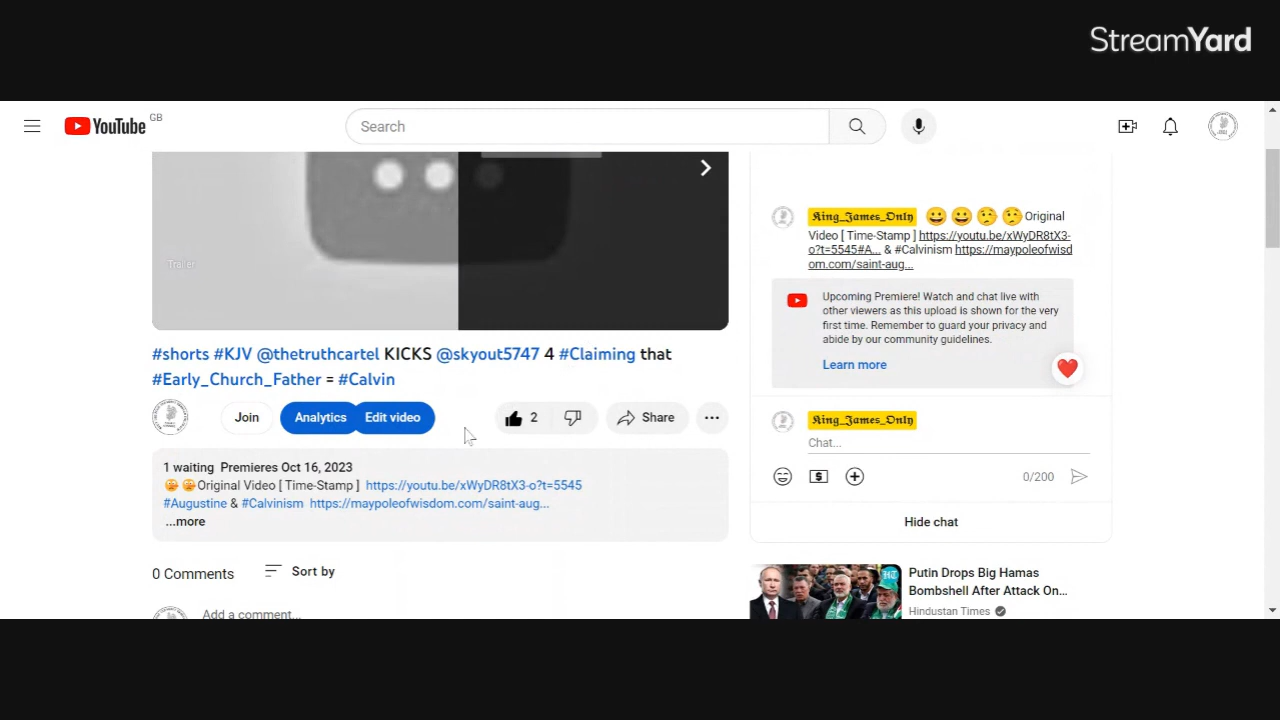 StreamYard
YouTube GB
Search
Trailer
King_James_Only 😀😀🤥🤥Original
Video [ Time-Stamp ] https://youtu.be/xWyDR8tX3-
o?t=5545#A... & #Calvinism https://maypoleofwisd
om.com/saint-aug...
Upcoming Premiere! Watch and chat live with
other viewers as this upload is shown for the very
first time. Remember to guard your privacy and
abide by our community guidelines.
Learn more
#shorts #KJV @thetruthcartel KICKS @skyout5747 4 #Claiming that
#Early_Church_Father = #Calvin
Join
Analytics
Edit video
2
Share
King_James_Only
Chat...
0/200
Hide chat
1 waiting Premieres Oct 16, 2023
🤫🤫Original Video [ Time-Stamp ] https://youtu.be/xWyDR8tX3-o?t=5545
#Augustine & #Calvinism https://maypoleofwisdom.com/saint-aug...
...more
0 Comments
Sort by
Add a comment...
Putin Drops Big Hamas
Bombshell After Attack On...
Hindustan Times